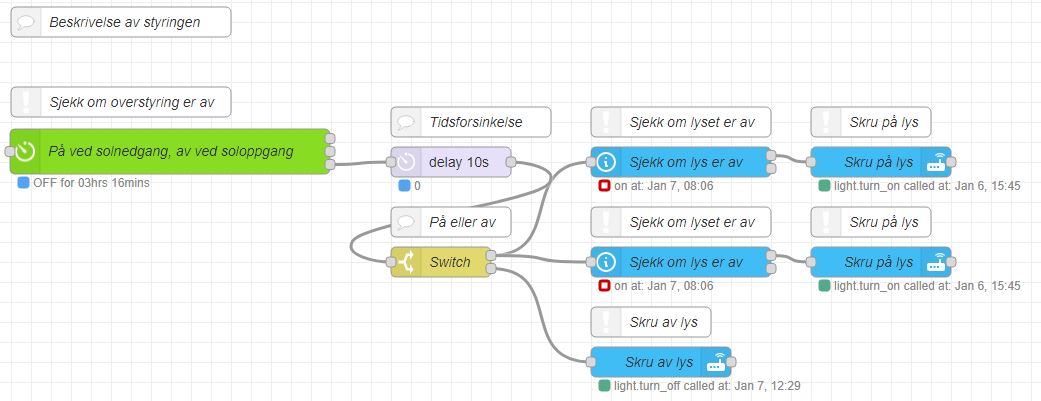 Beskrivelse av styringen
Sjekk om overstyring er av
På ved solnedgang, av ved soloppgang
OFF for 03hrs 16mins
Tidsforsinkelse
delay 10s
0
På eller av
Switch
Sjekk om lyset er av
Sjekk om lys er av
on at: Jan 7, 08:06
Skru på lys
Skru på lys
light.turn_on called at: Jan 6, 15:45
Sjekk om lyset er av
Sjekk om lys er av
on at: Jan 7, 08:06
Skru på lys
Skru på lys
light.turn_on called at: Jan 6, 15:45
Skru av lys
Skru av lys
light.turn_off called at: Jan 7, 12:29